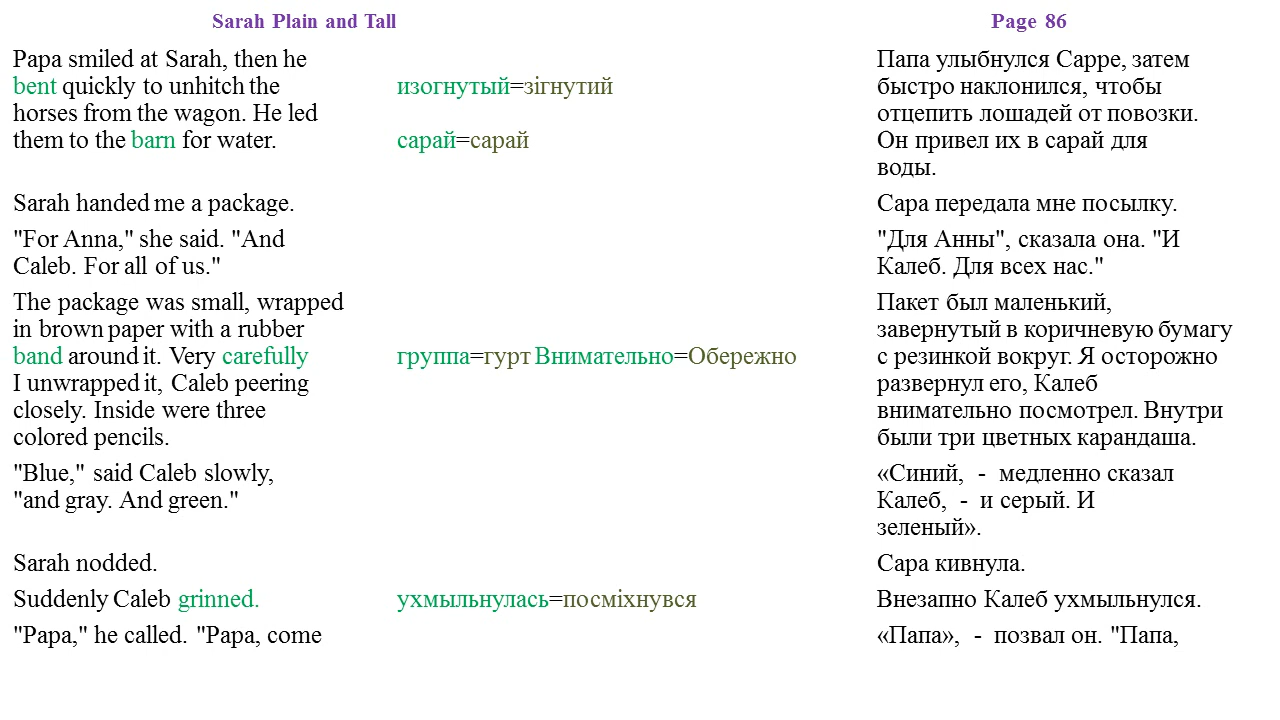 Sarah Plain and Tall Page 86
Papa smiled at Sarah, then he
bent quickly to unhitch the
horses from the wagon. He led
them to the barn for water.
изогнутый=зігнутий
сарай=сарай
Папа улыбнулся Сарре, затем
быстро наклонился, чтобы
отцепить лошадей от повозки.
Он привел их в сарай для
воды.
Sarah handed me a package.
Сара передала мне посылку.
"For Anna," she said. "And
Caleb. For all of us."
"Для Анны", сказала она. "И
Калеб. Для всех нас."
The package was small, wrapped
in brown paper with a rubber
band around it. Very carefully
I unwrapped it, Caleb peering
closely. Inside were three
colored pencils.
группа=гурт Внимательно=Обережно
Пакет был маленький,
завернутый в коричневую бумагу
с резинкой вокруг. Я осторожно
развернул его, Калеб
внимательно посмотрел. Внутри
были три цветных карандаша.
"Blue," said Caleb slowly,
"and gray. And green."
«Синий, - медленно сказал
Калеб, - и серый. И
зеленый».
Sarah nodded.
Сара кивнула.
Suddenly Caleb grinned.
ухмыльнулась=посміхнувся
Внезапно Калеб ухмыльнулся.
"Papa," he called. "Papa, come
«Папа», - позвал он. "Папа,